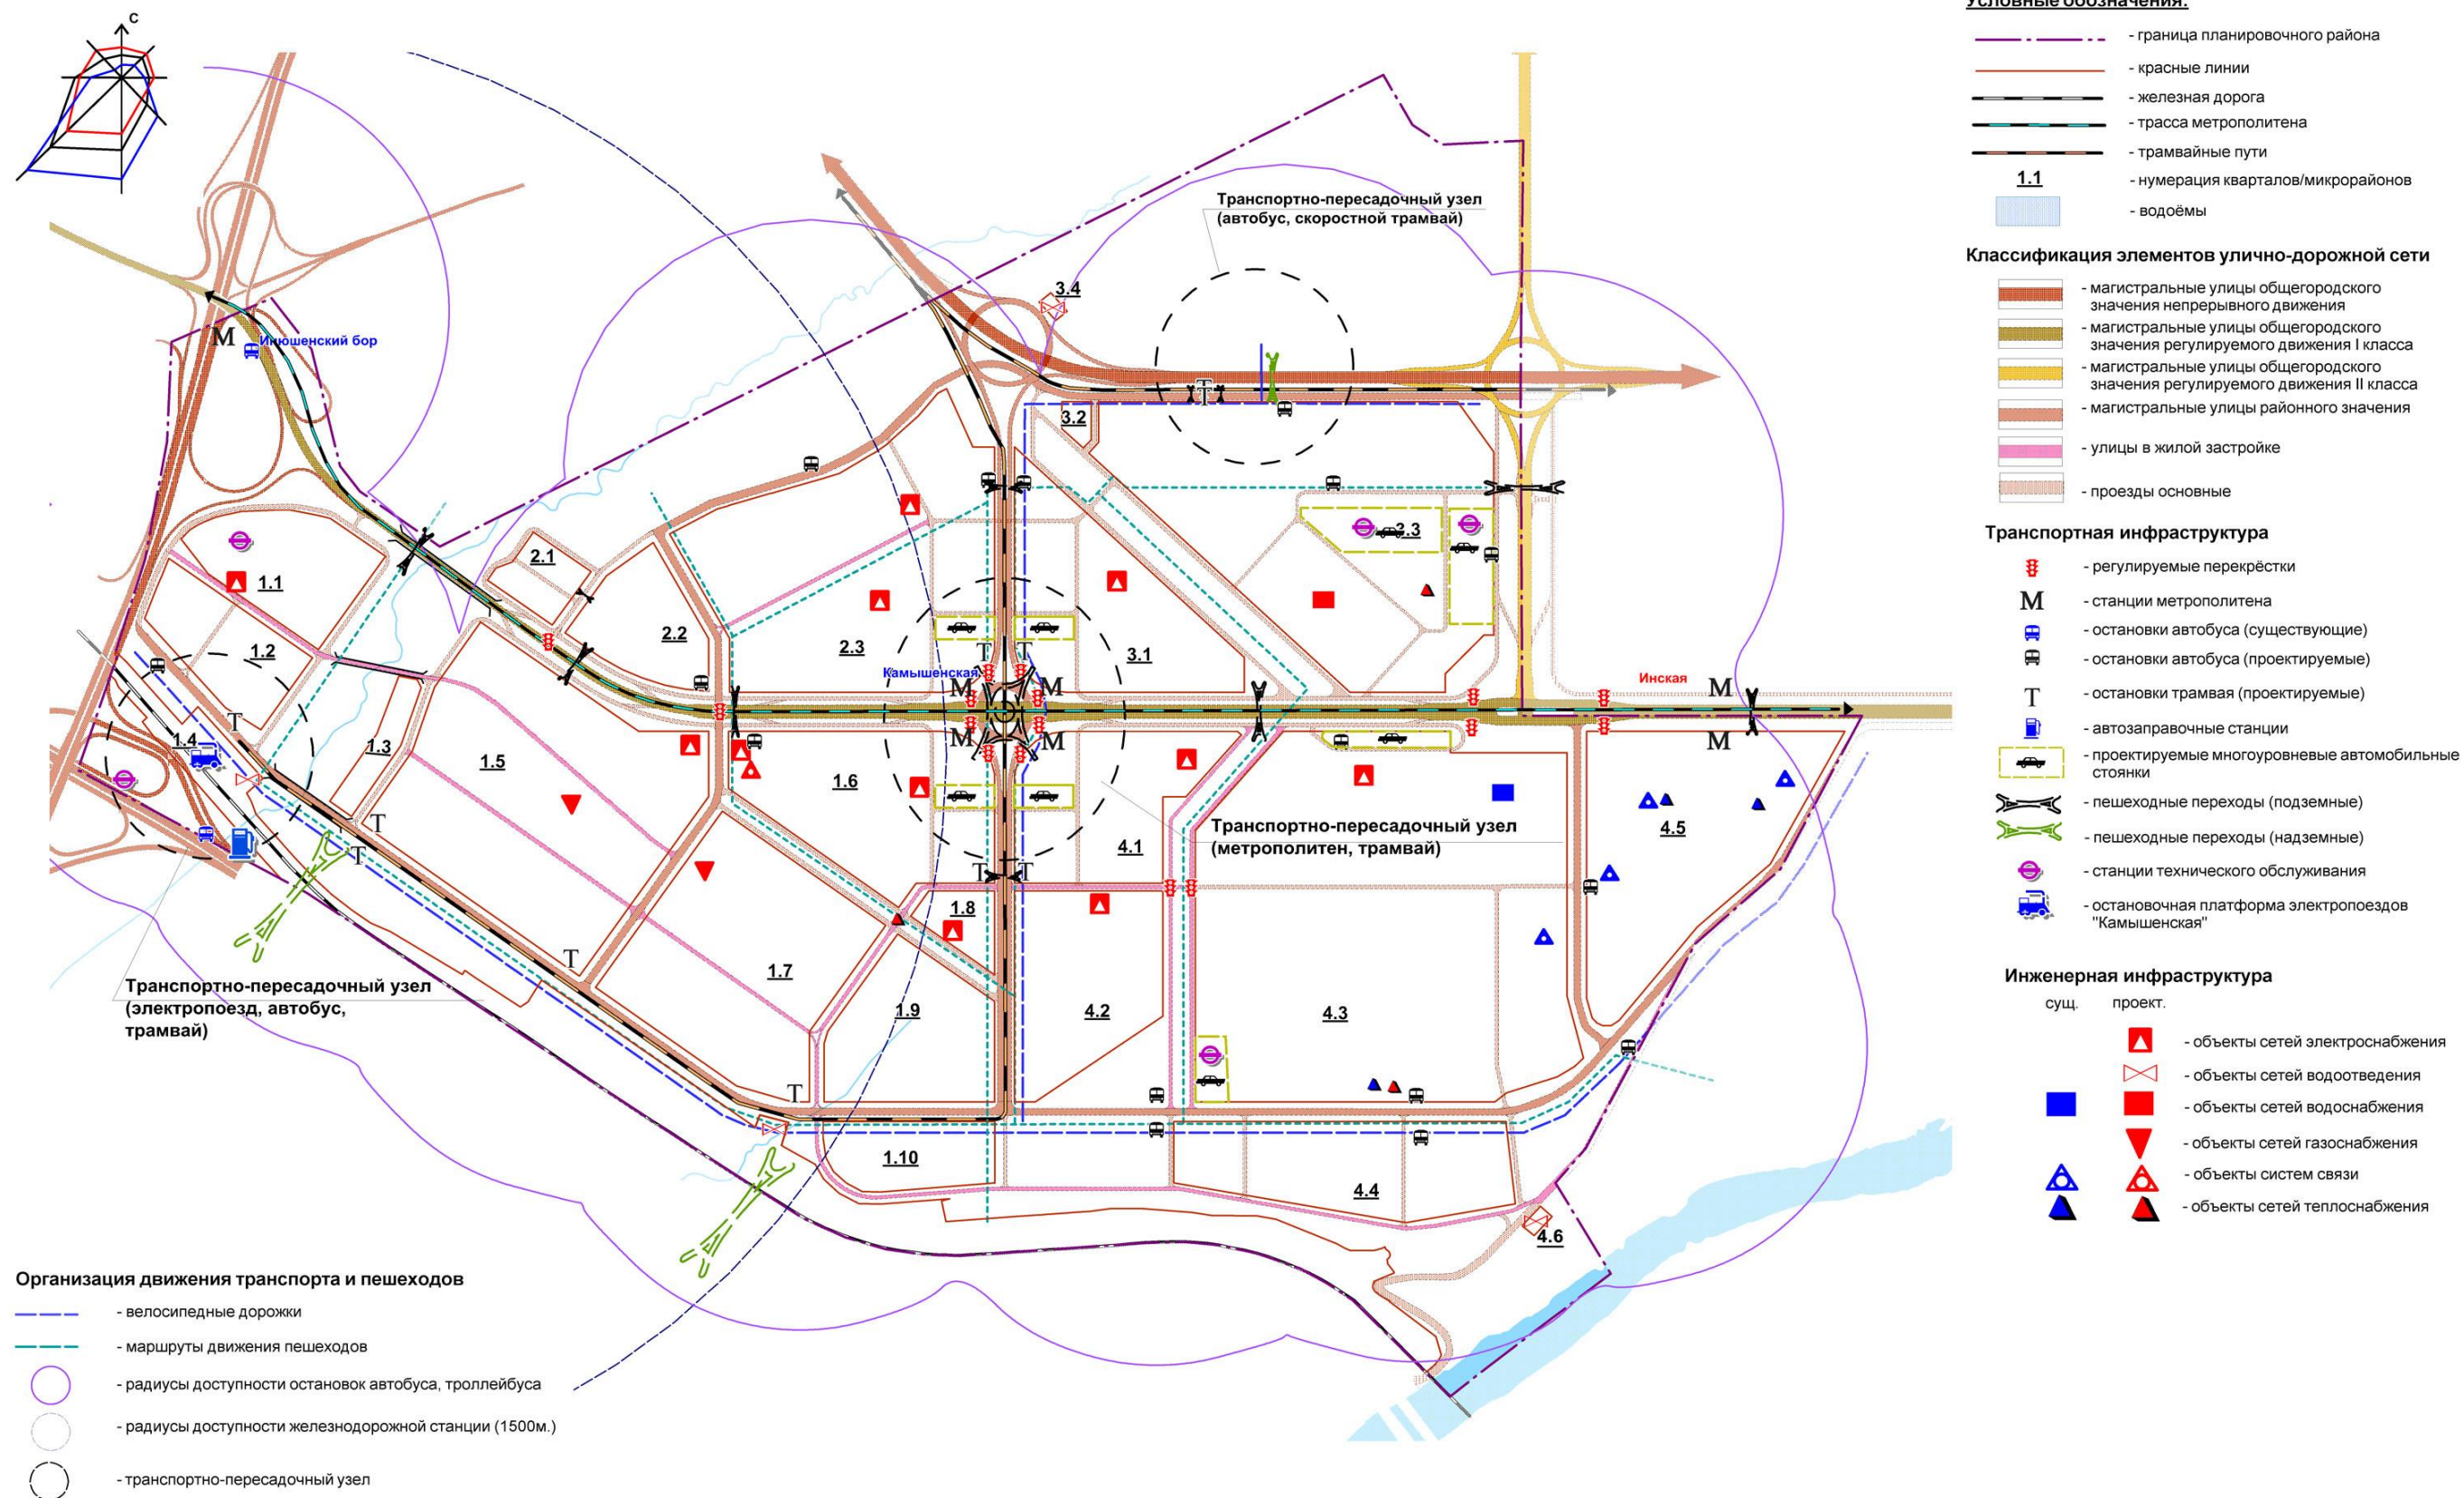 С
Условные обозначения:
- граница планировочного района
- красные линии
- железная дорога
- трасса метрополитена
- трамвайные пути
1.1
- нумерация кварталов/микрорайонов
- водоёмы
Классификация элементов улично-дорожной сети
- магистральные улицы общегородского
значения непрерывного движения
- магистральные улицы общегородского
значения регулируемого движения I класса
- магистральные улицы общегородского
значения регулируемого движения II класса
- магистральные улицы районного значения
- улицы в жилой застройке
- проезды основные
Транспортная инфраструктура
- регулируемые перекрёстки
М
- станции метрополитена
- остановки автобуса (существующие)
- остановки автобуса (проектируемые)
Т
- остановки трамвая (проектируемые)
- автозаправочные станции
- проектируемые многоуровневые автомобильные
стоянки
- пешеходные переходы (подземные)
- пешеходные переходы (надземные)
- станции технического обслуживания
- остановочная платформа электропоездов
"Камышенская"
Инженерная инфраструктура
сущ. проект.
- объекты сетей электроснабжения
- объекты сетей водоотведения
- объекты сетей водоснабжения
- объекты сетей газоснабжения
- объекты систем связи
- объекты сетей теплоснабжения
Транспортно-пересадочный узел
(автобус, скоростной трамвай)
3.4
М
Инюшенский бор
Т
3.2
3.3
1.1
2.1
1.2
2.2
2.3
3.1
Т Т
Камышенская
М М
Инская
М
Т
1.4
1.3
1.5
1.6
М М
М
4.5
Т
Т
4.1
Транспортно-пересадочный узел
(метрополитен, трамвай)
Т Т
1.8
Т
1.7
Транспортно-пересадочный узел
(электропоезд, автобус,
трамвай)
1.9
4.2
4.3
Т
1.10
4.4
4.6
Организация движения транспорта и пешеходов
- велосипедные дорожки
- маршруты движения пешеходов
- радиусы доступности остановок автобуса, троллейбуса
- радиусы доступности железнодорожной станции (1500м.)
- транспортно-пересадочный узел